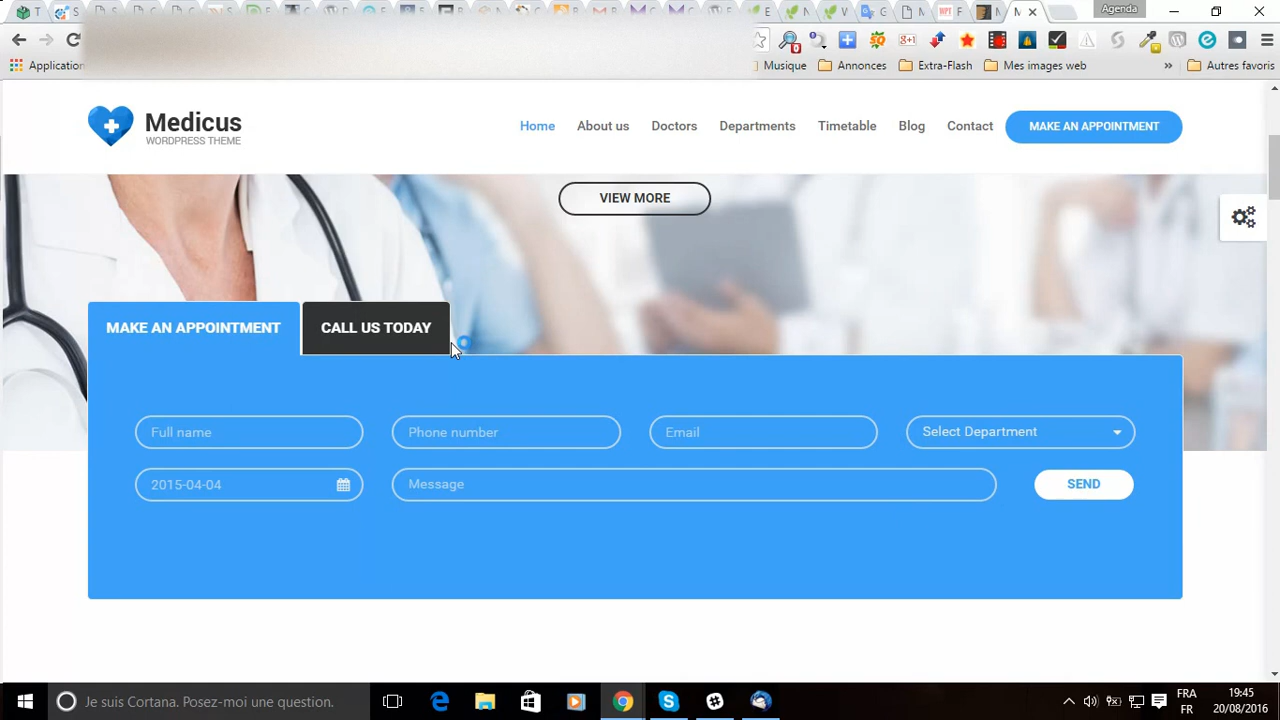 Agenda
Applications
Musique
Annonces
Extra-Flash
Mes images web
»
Autres favoris
Medicus
WORDPRESS THEME
Home
About us
Doctors
Departments
Timetable
Blog
Contact
MAKE AN APPOINTMENT
VIEW MORE
MAKE AN APPOINTMENT
CALL US TODAY
Full name
Phone number
Email
Select Department
2015-04-04
Message
SEND
Je suis Cortana. Posez-moi une question.
FRA
FR
19:45
20/08/2016